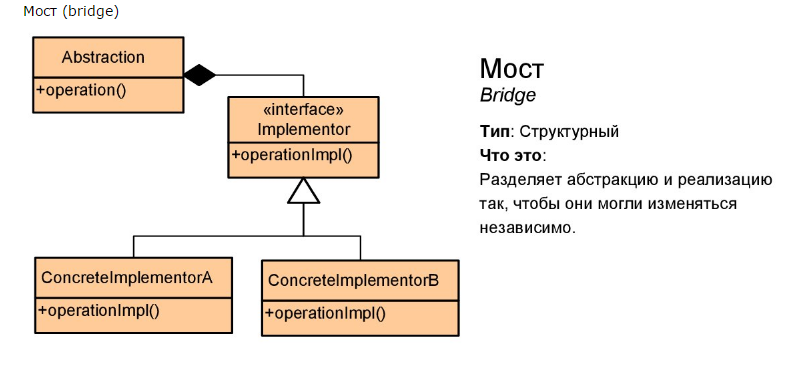 Мост (bridge)
Abstraction
+operation()
«interface»
Implementor
+operationImpl()
ConcreteImplementorA
+operationImpl()
ConcreteImplementorB
+operationImpl()
Мост
Bridge
Тип: Структурный
Что это:
Разделяет абстракцию и реализацию
так, чтобы они могли изменяться
независимо.